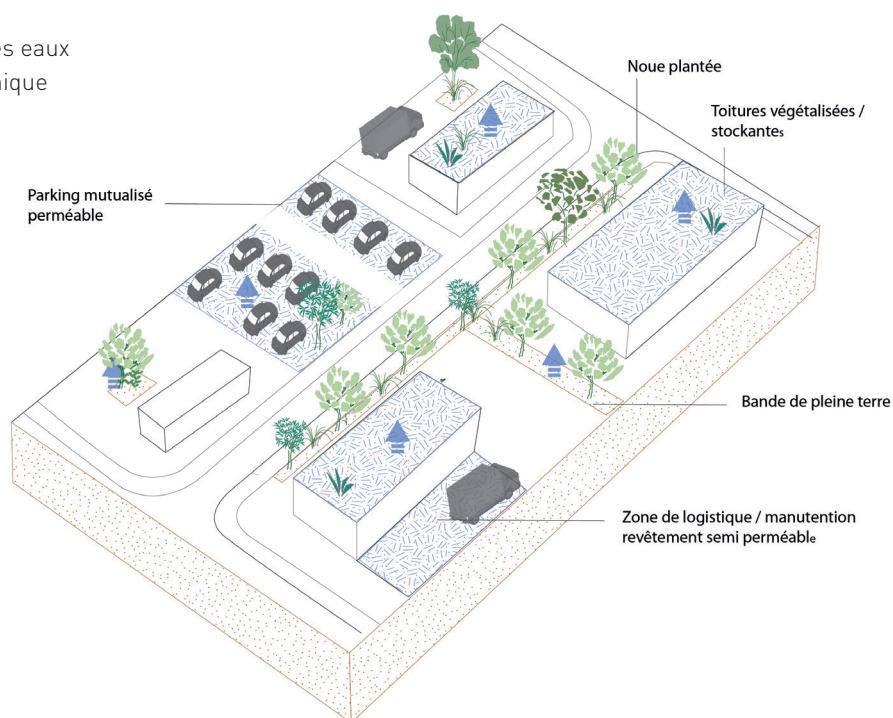 es eaux
nique
Noue plantée
Toitures végétalisées /
stockantes
Parking mutualisé
perméable
Bande de pleine terre
Zone de logistique / manutention
revêtement semi perméable